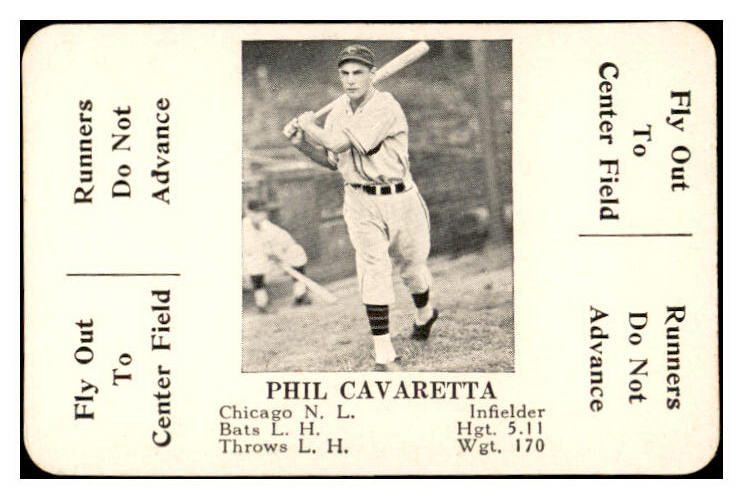 Runners
Do Not
Advance
Fly Out
To
Center Field
Fly Out
To
Center Field
Runners
Do Not
Advance
PHIL CAVARETTA
Chicago N. L. Infielder
Bats L. H. Hgt. 5.11
Throws L. H. Wgt. 170